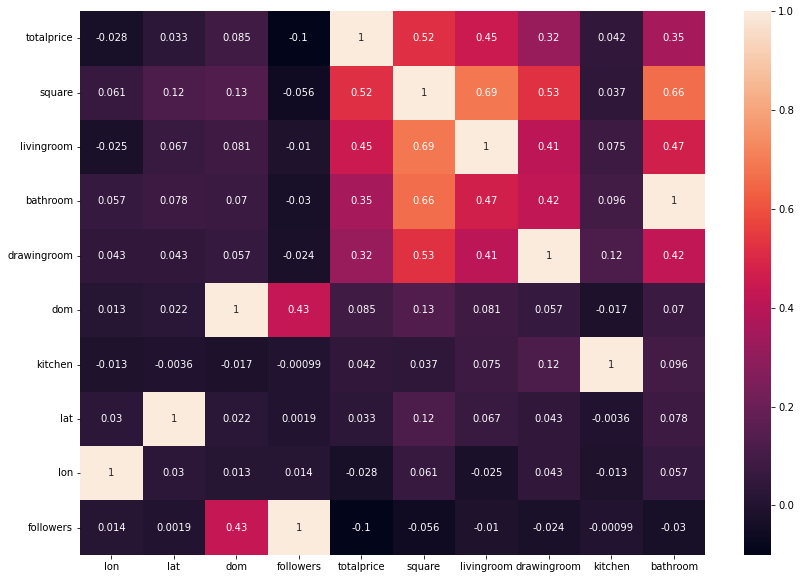 totalprice -0.028 0.033 0.085 -0.1 1 0.52 0.45 0.32 0.042 0.35
square 0.061 0.12 0.13 -0.056 0.52 1 0.69 0.53 0.037 0.66
livingroom -0.025 0.067 0.081 -0.01 0.45 0.69 1 0.41 0.075 0.47
bathroom 0.057 0.078 0.07 -0.03 0.35 0.66 0.47 0.42 0.096 1
drawingroom 0.043 0.043 0.057 -0.024 0.32 0.53 0.41 1 0.12 0.42
dom 0.013 0.022 1 0.43 0.085 0.13 0.081 0.057 -0.017 0.07
kitchen -0.013 -0.0036 -0.017 -0.00099 0.042 0.037 0.075 0.12 1 0.096
lat 0.03 1 0.022 0.0019 0.033 0.12 0.067 0.043 -0.0036 0.078
lon 1 0.03 0.013 0.014 -0.028 0.061 -0.025 0.043 -0.013 0.057
followers 0.014 0.0019 0.43 1 -0.1 -0.056 -0.01 -0.024 -0.00099 -0.03
lon lat dom followers totalprice square livingroom drawingroom kitchen bathroom
1.0
0.8
0.6
0.4
0.2
0.0